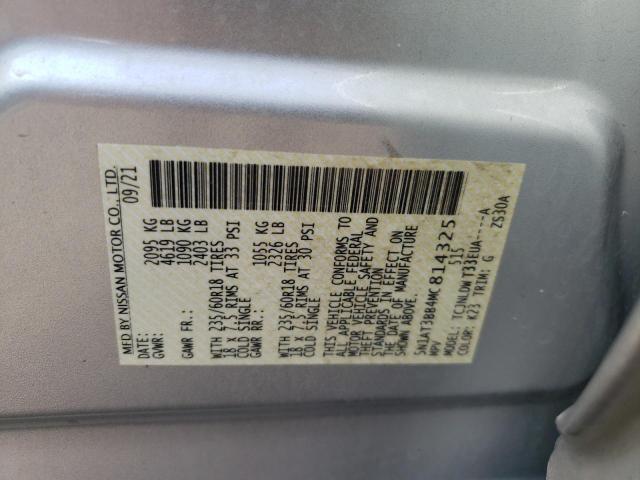 MFD BY NISSAN MOTOR CO., LTD.
09/21
GVWR: 2095 KG
4619 LB
GAWR FR.: 1090 KG
2403 LB
WITH 235/60R18 TIRES
18 X 7.5 RIMS AT 33 PSI
COLD SINGLE
GAWR RR.: 1055 KG
2326 LB
WITH 235/60R18 TIRES
18 X 7.5 RIMS AT 30 PSI
COLD SINGLE
THIS VEHICLE CONFORMS TO
ALL APPLICABLE FEDERAL
MOTOR VEHICLE SAFETY AND
THEFT PREVENTION
STANDARDS IN EFFECT ON
THE DATE OF MANUFACTURE
SHOWN ABOVE.
5N1AT3BB4MC 814325
MPV 515
MODEL: TCJNLDWT33EUA-----A
COLOR: K23 TRIM: G ZS30A